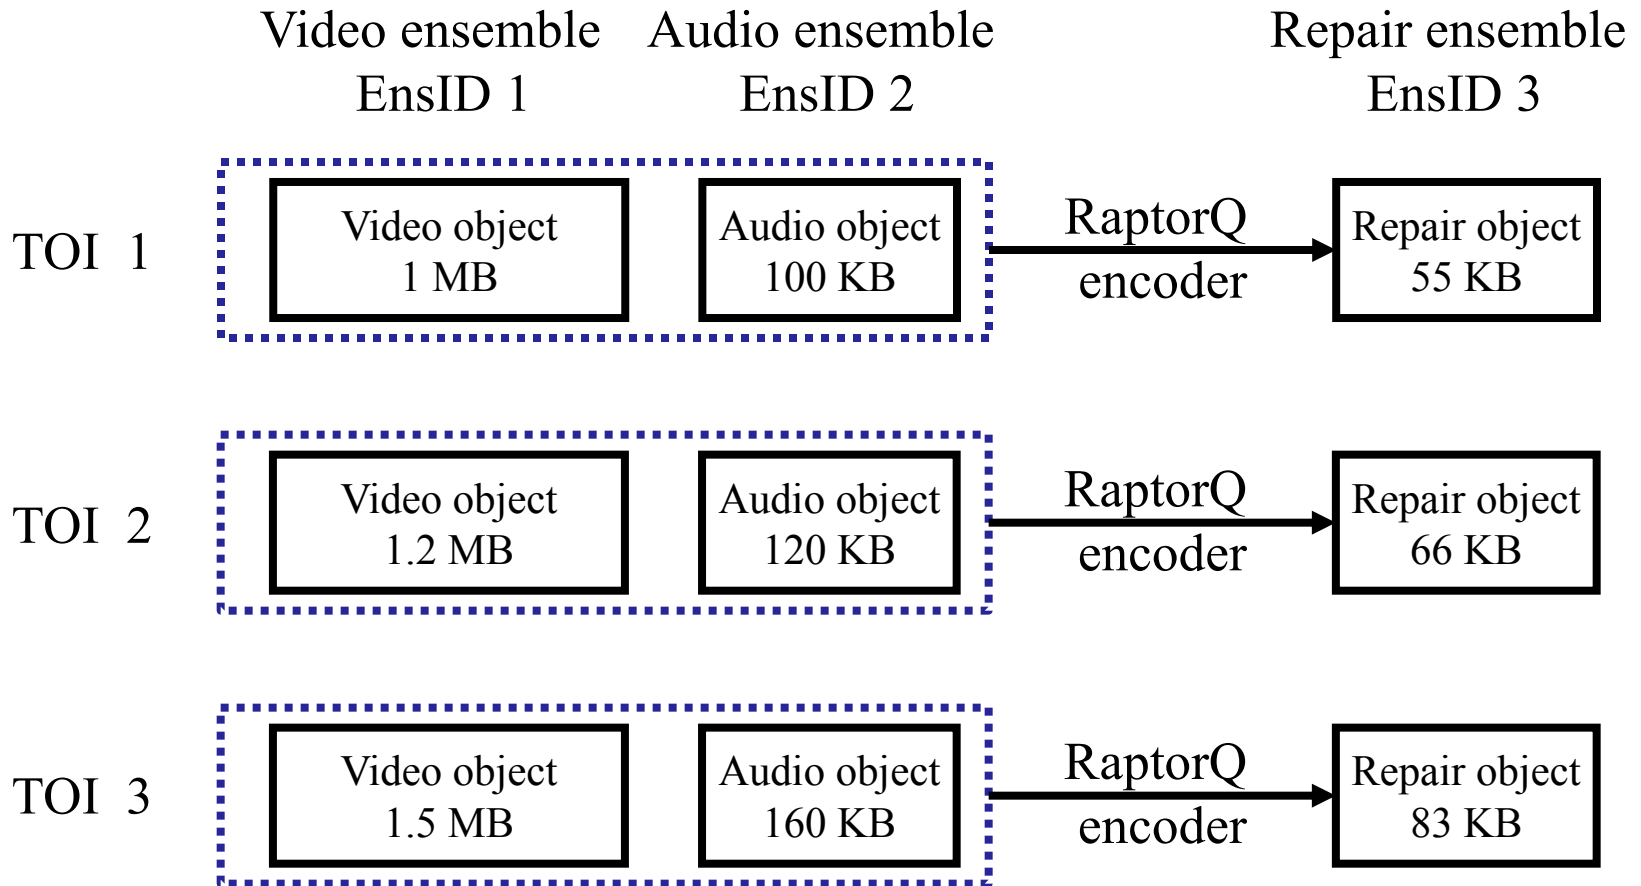 Video ensemble
EnsID 1
Audio ensemble
EnsID 2
Repair ensemble
EnsID 3
TOI 1
Video object
1 MB
Audio object
100 KB
RaptorQ
encoder
Repair object
55 KB
TOI 2
Video object
1.2 MB
Audio object
120 KB
RaptorQ
encoder
Repair object
66 KB
TOI 3
Video object
1.5 MB
Audio object
160 KB
RaptorQ
encoder
Repair object
83 KB